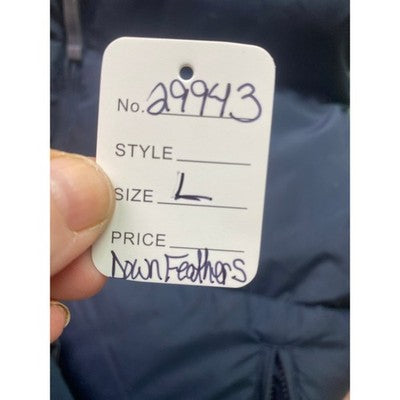 No. 29943
STYLE
SIZE L
PRICE
Down Feathers